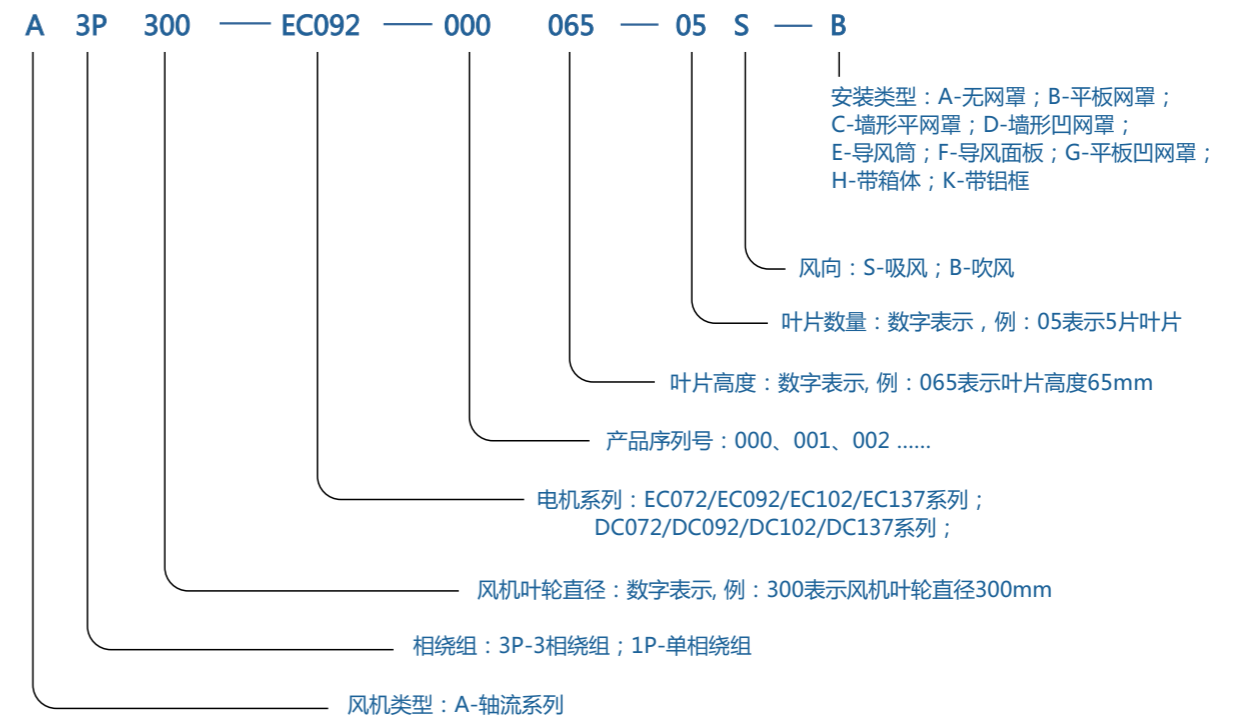 A 3P 300 — EC092 — 000 065 — 05 S — B
安装类型：A-无网罩；B-平板网罩；
C-墙形平网罩；D-墙形凹网罩；
E-导风筒；F-导风面板；G-平板凹网罩；
H-带箱体；K-带铝框
风向：S-吸风；B-吹风
叶片数量：数字表示，例：05表示5片叶片
叶片高度：数字表示, 例：065表示叶片高度65mm
产品序列号：000、001、002 ......
电机系列：EC072/EC092/EC102/EC137系列；
DC072/DC092/DC102/DC137系列；
风机叶轮直径：数字表示, 例：300表示风机叶轮直径300mm
相绕组：3P-3相绕组；1P-单相绕组
风机类型：A-轴流系列